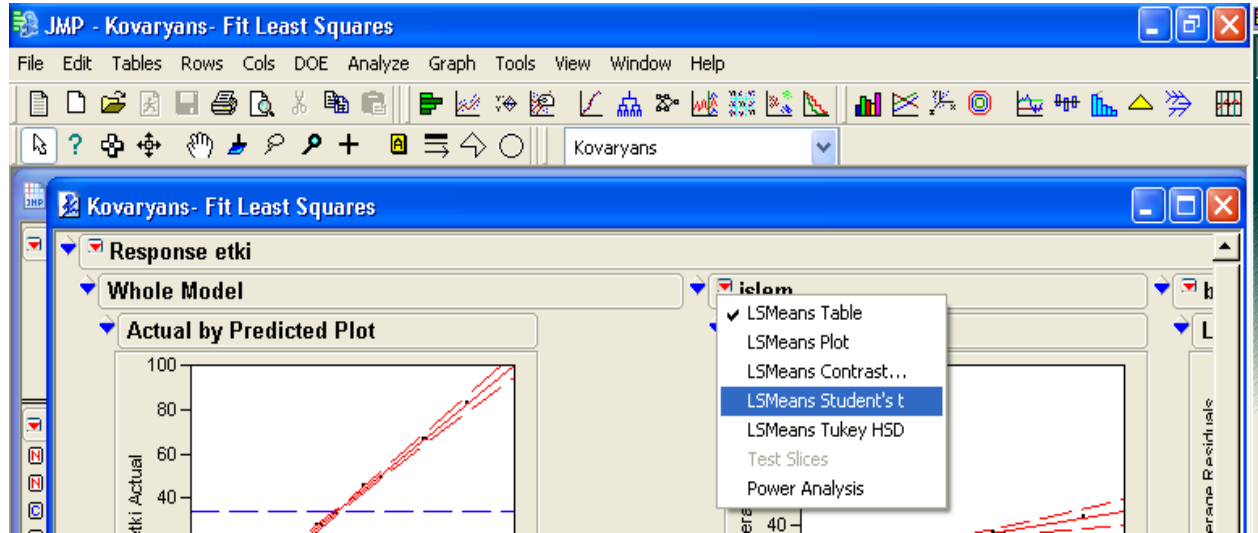 JMP - Kovaryans- Fit Least Squares
File Edit Tables Rows Cols DOE Analyze Graph Tools View Window Help
Kovaryans
Kovaryans- Fit Least Squares
Response etki
Whole Model
islem
b
Actual by Predicted Plot
L
LSMeans Table
LSMeans Plot
LSMeans Contrast...
LSMeans Student's t
LSMeans Tukey HSD
Test Slices
Power Analysis
100
80
60
40
etki Actual
40
Residuals